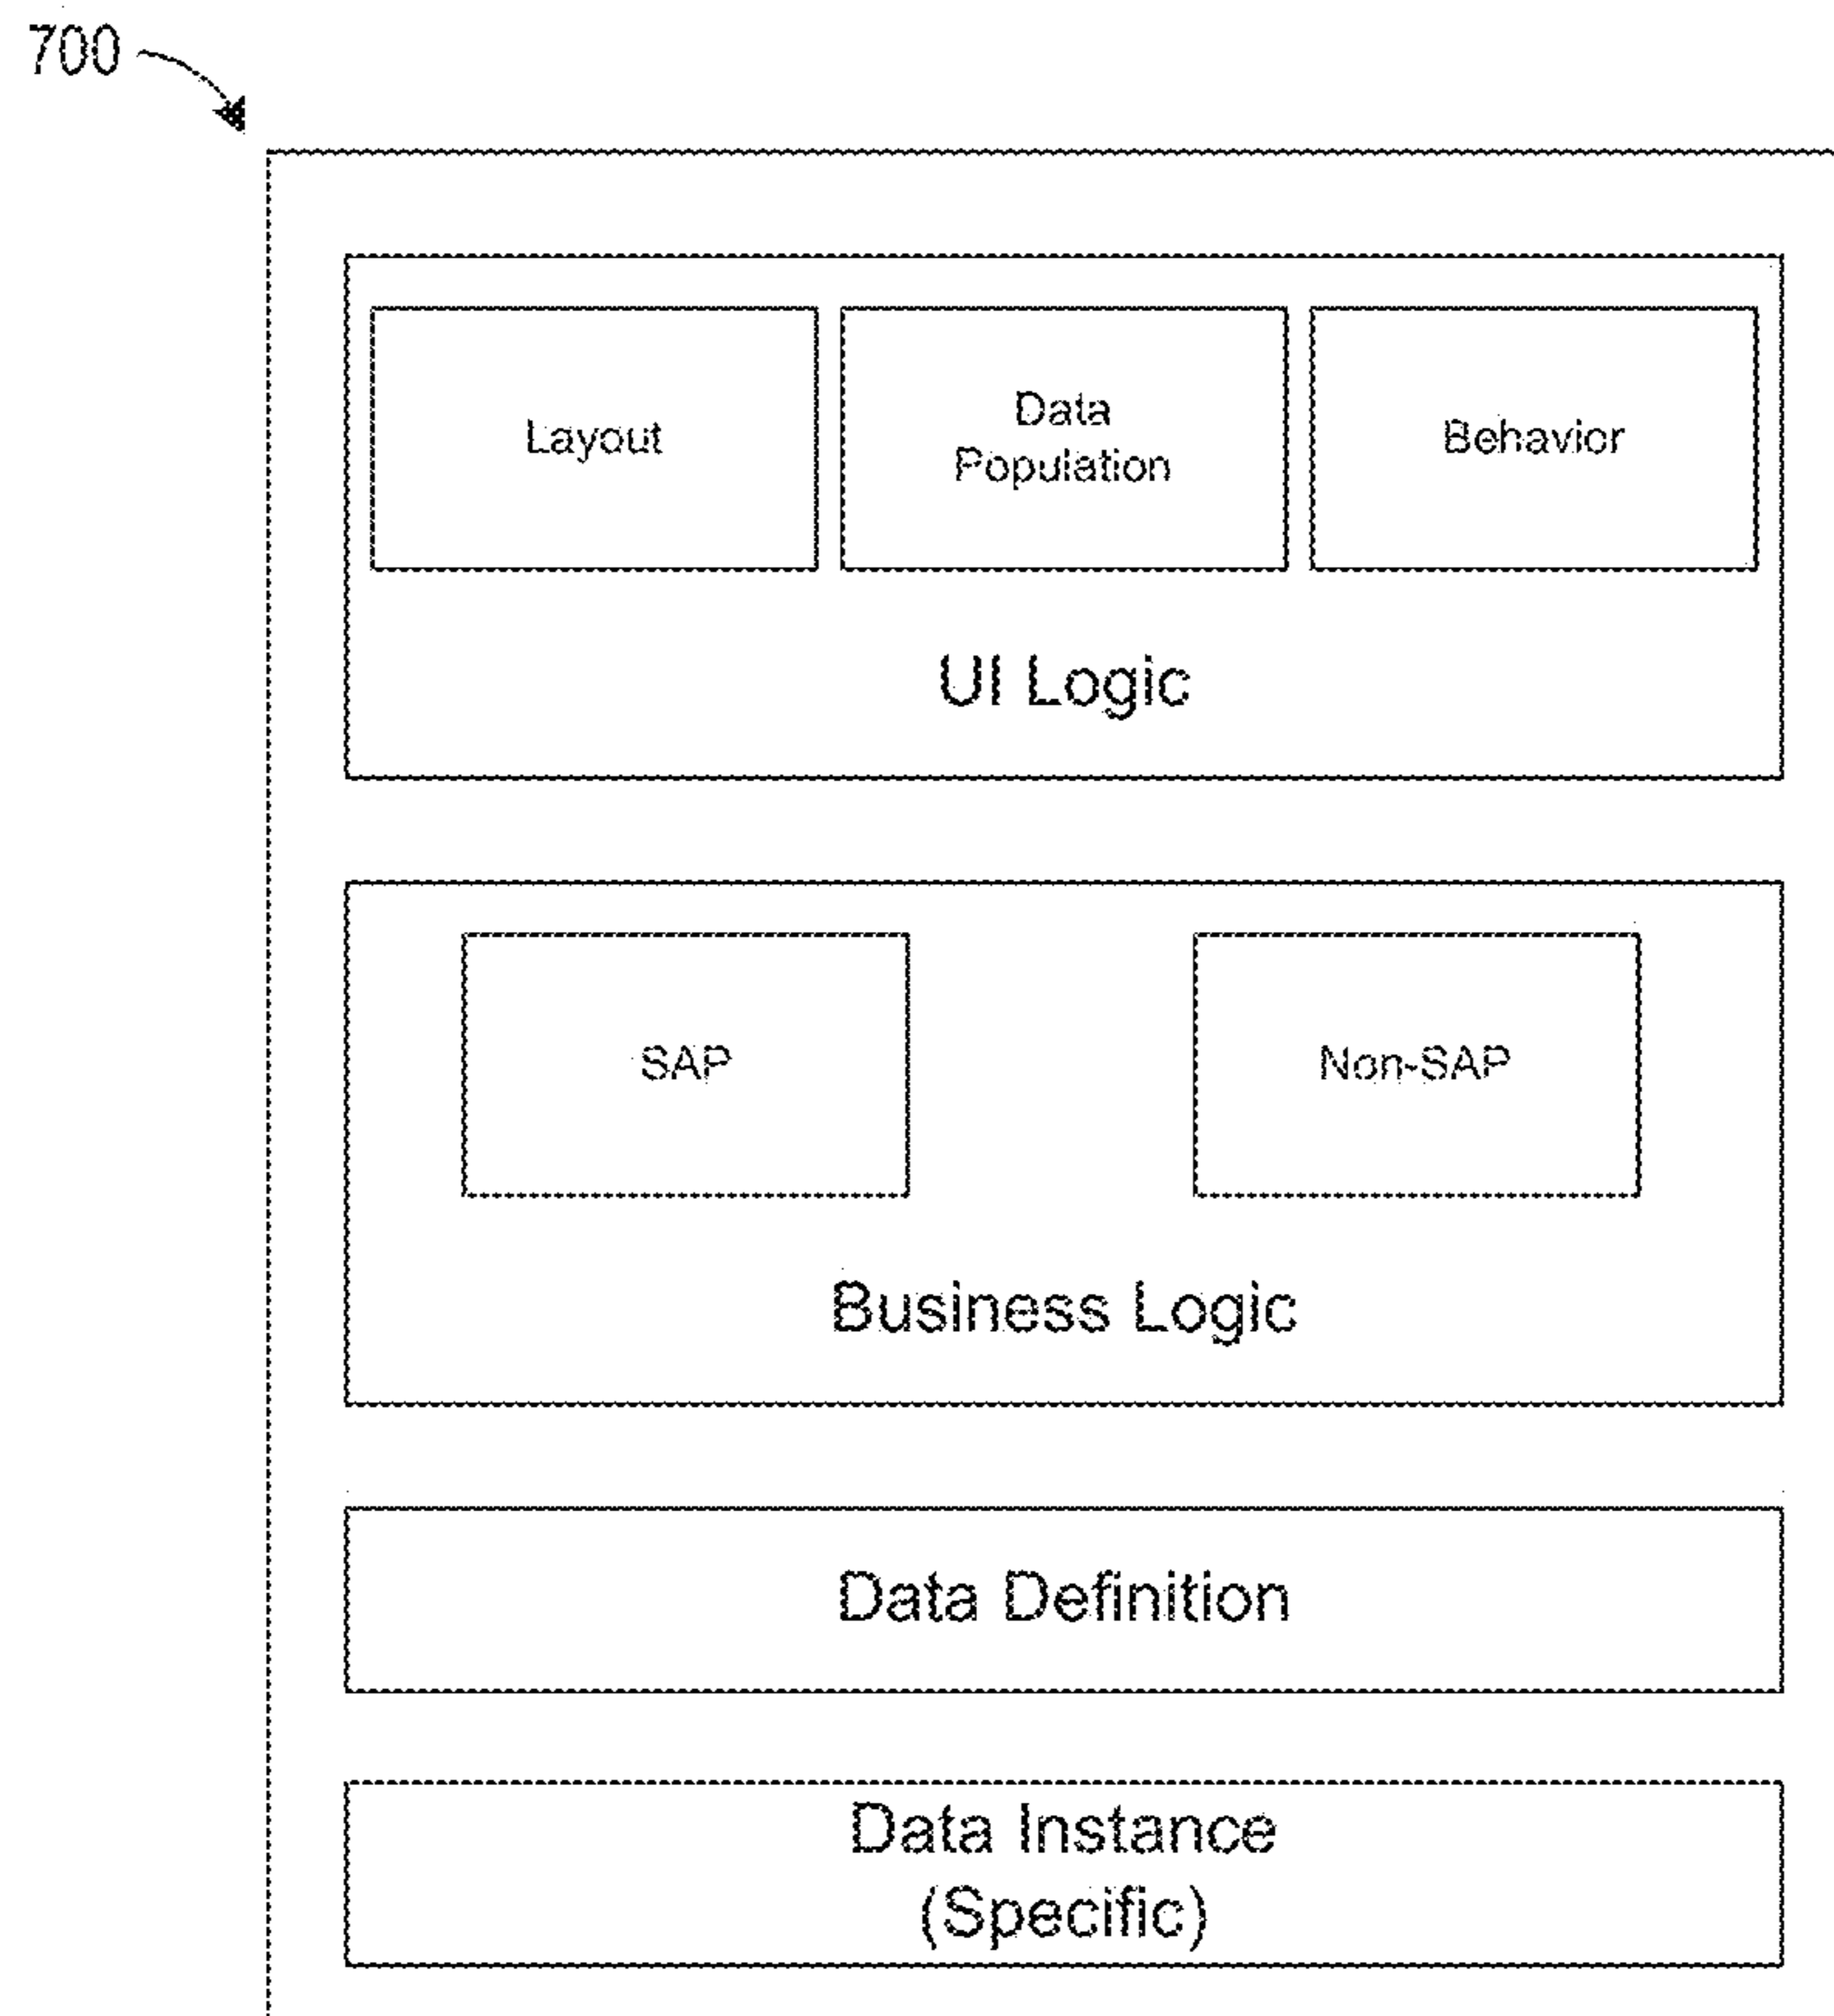 700
Layout
Data
Population
Behavior
UI Logic
SAP
Non-SAP
Business Logic
Data Definition
Data Instance
(Specific)